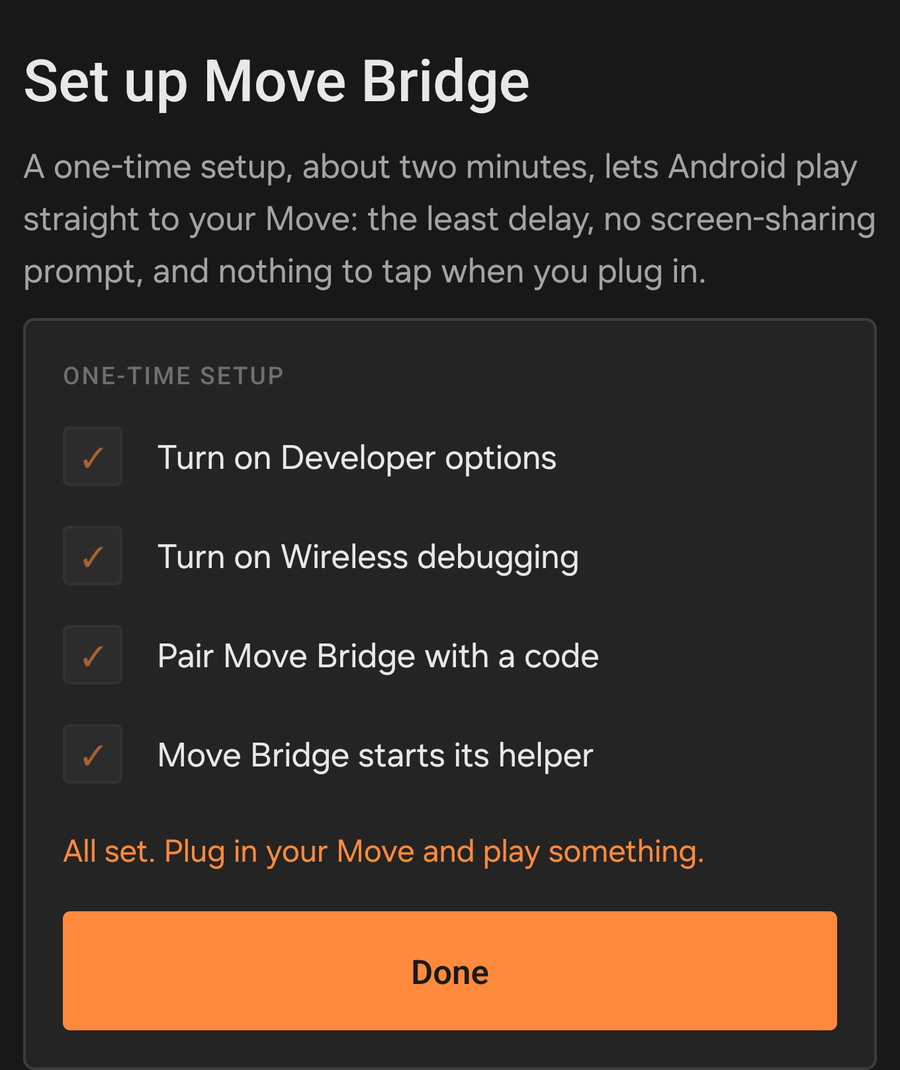 Set up Move Bridge
A one-time setup, about two minutes, lets Android play
straight to your Move: the least delay, no screen-sharing
prompt, and nothing to tap when you plug in.
ONE-TIME SETUP
✓ Turn on Developer options
✓ Turn on Wireless debugging
✓ Pair Move Bridge with a code
✓ Move Bridge starts its helper
All set. Plug in your Move and play something.
Done